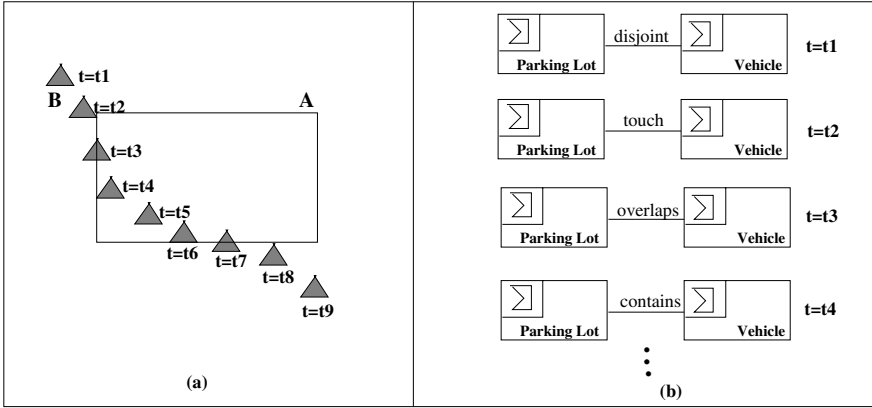 t=t1
B
A
t=t2
t=t3
t=t4
t=t5
t=t6
t=t7
t=t8
t=t9
(a)
disjoint
Parking Lot
Vehicle
t=t1
touch
Parking Lot
Vehicle
t=t2
overlaps
Parking Lot
Vehicle
t=t3
contains
Parking Lot
Vehicle
t=t4
(b)